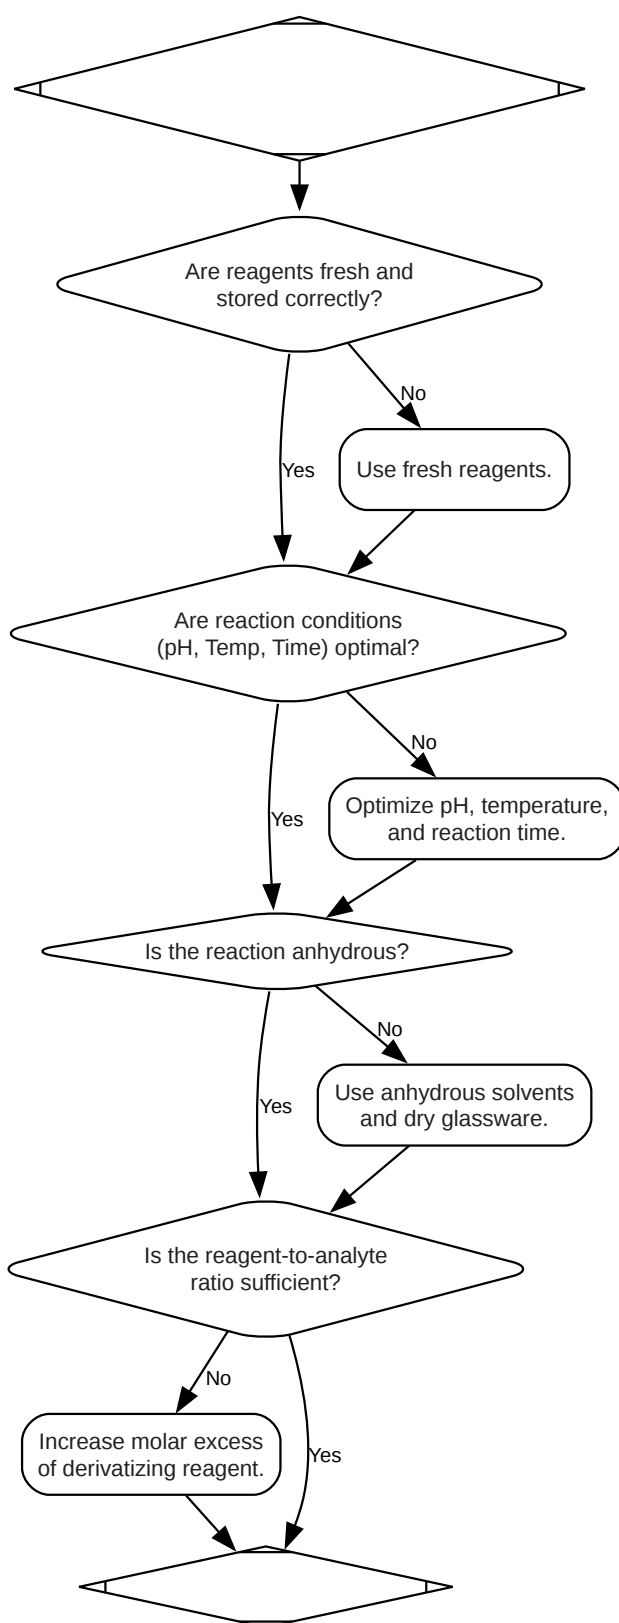 Are reagents fresh and
stored correctly?
No
Yes
Use fresh reagents.
Are reaction conditions
(pH, Temp, Time) optimal?
No
Yes
Optimize pH, temperature,
and reaction time.
Is the reaction anhydrous?
No
Yes
Use anhydrous solvents
and dry glassware.
Is the reagent-to-analyte
ratio sufficient?
No
Yes
Increase molar excess
of derivatizing reagent.